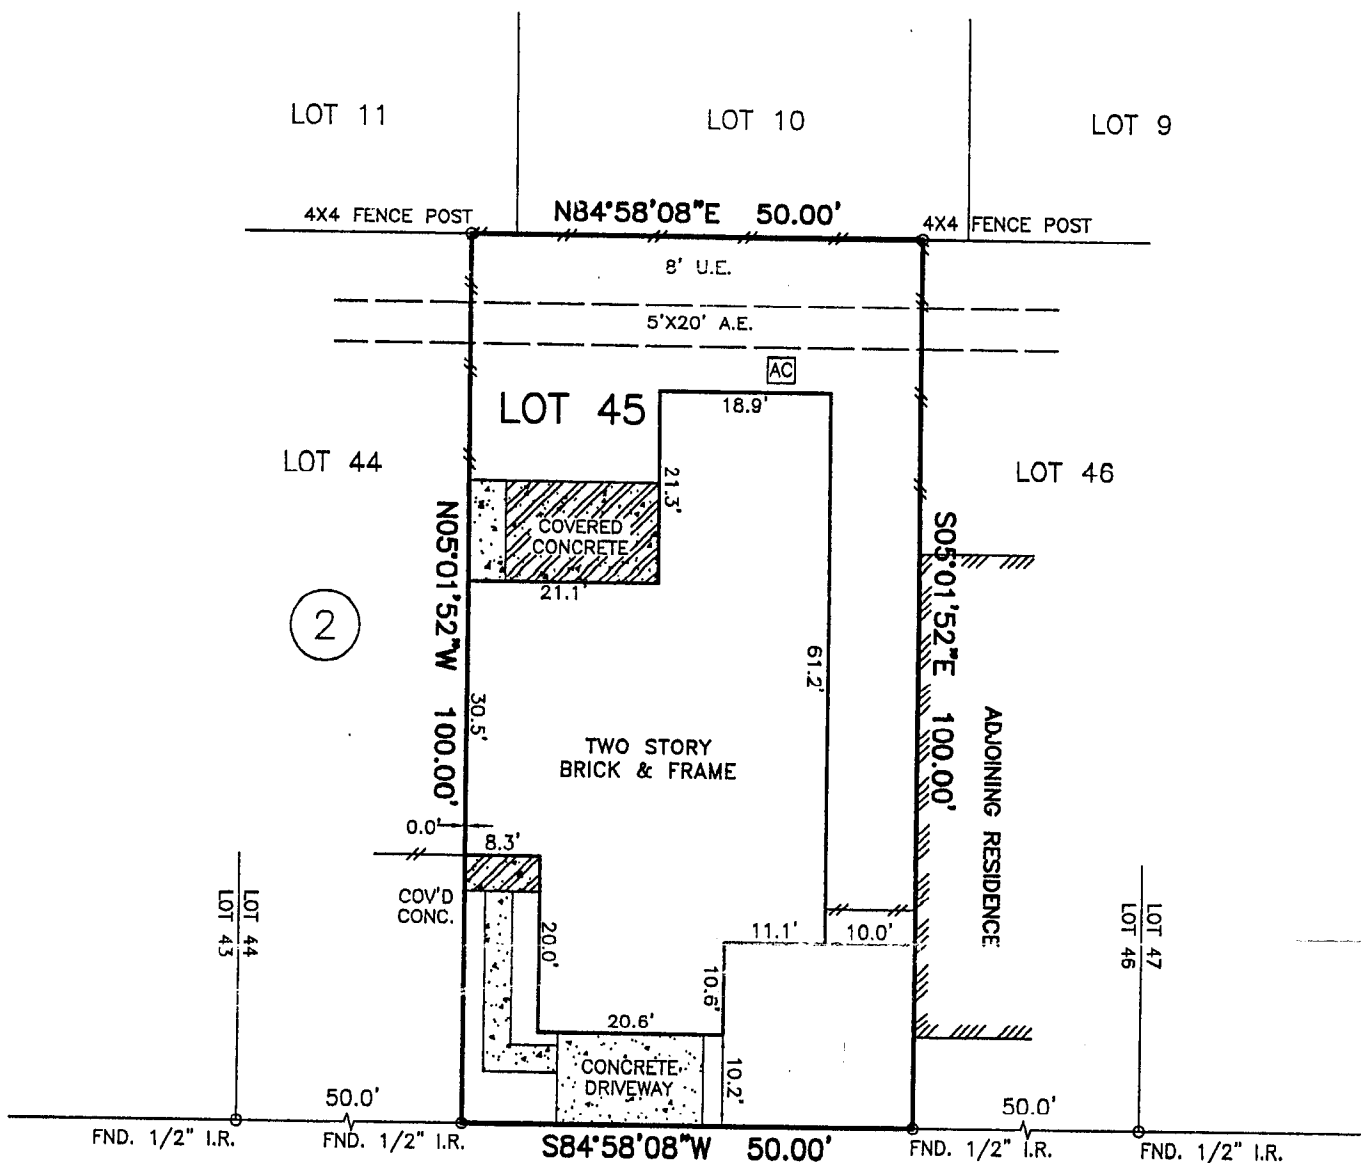 LOT 11
LOT 10
LOT 9
4X4 FENCE POST
N84°58'08"E 50.00'
4X4 FENCE POST
8' U.E.
5'X20' A.E.
AC
18.9'
LOT 45
LOT 44
LOT 46
21.3'
COVERED
CONCRETE
21.1'
N05°01'52"W 100.00'
S05°01'52"E 100.00'
2
61.2'
30.5'
ADJOINING RESIDENCE
TWO STORY
BRICK & FRAME
0.0'
8.3'
COV'D
CONC.
LOT 44
LOT 43
20.0'
11.1'
10.0'
LOT 47
LOT 46
10.6'
20.6'
CONCRETE
DRIVEWAY
10.2'
50.0'
50.0'
FND. 1/2" I.R.
FND. 1/2" I.R.
S84°58'08"W 50.00'
FND. 1/2" I.R.
FND. 1/2" I.R.